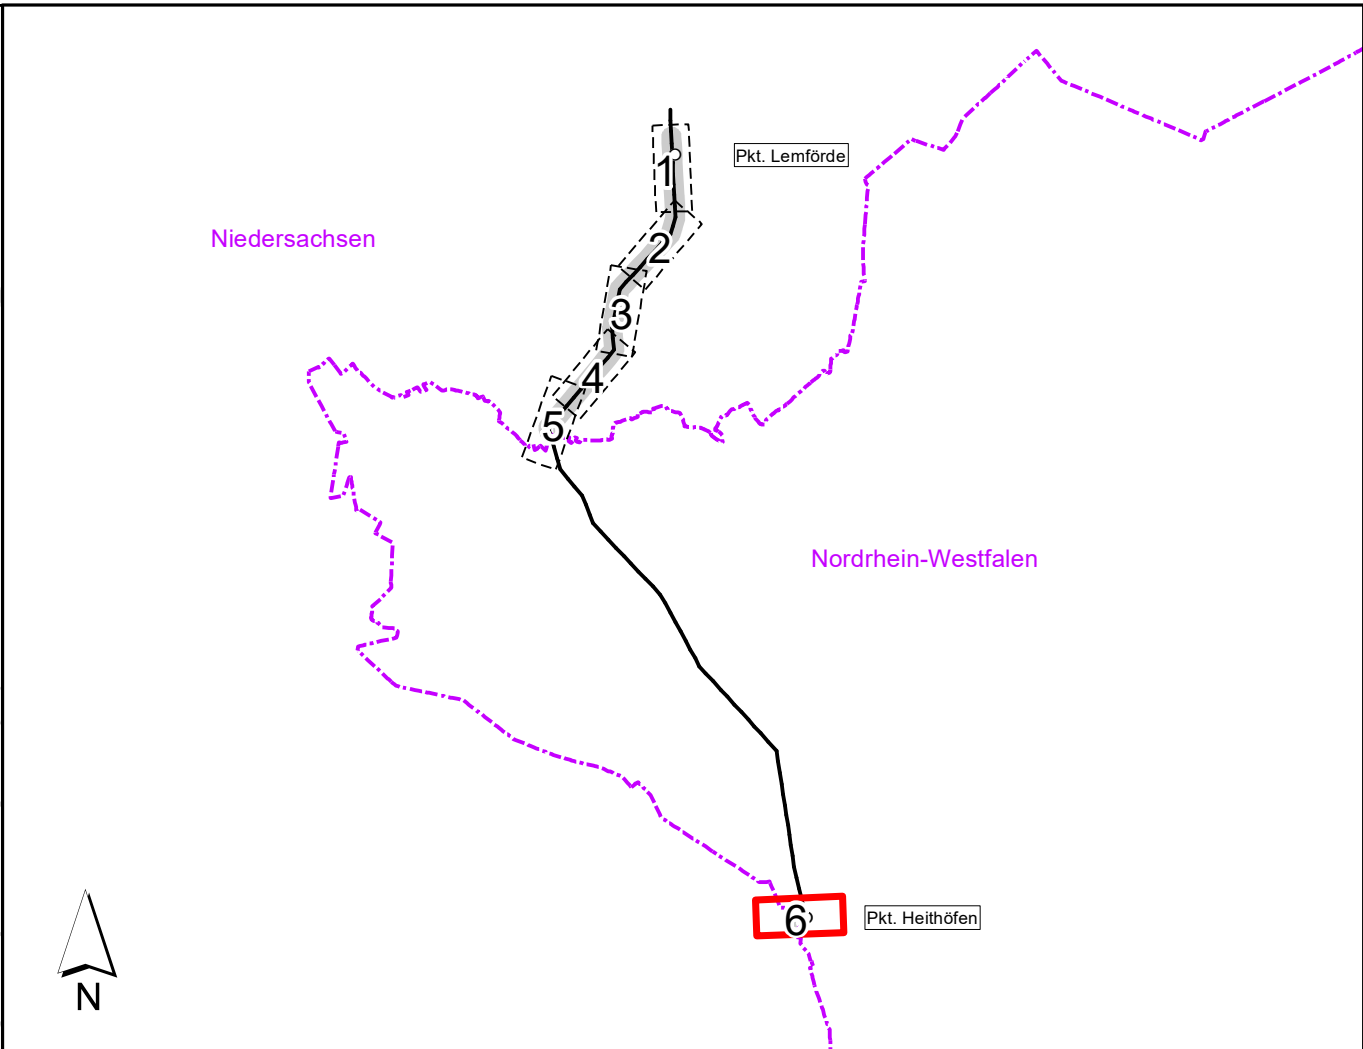 Pkt. Lemförde
1
Niedersachsen
2
3
4
5
Nordrhein-Westfalen
6
Pkt. Heithöfen
N